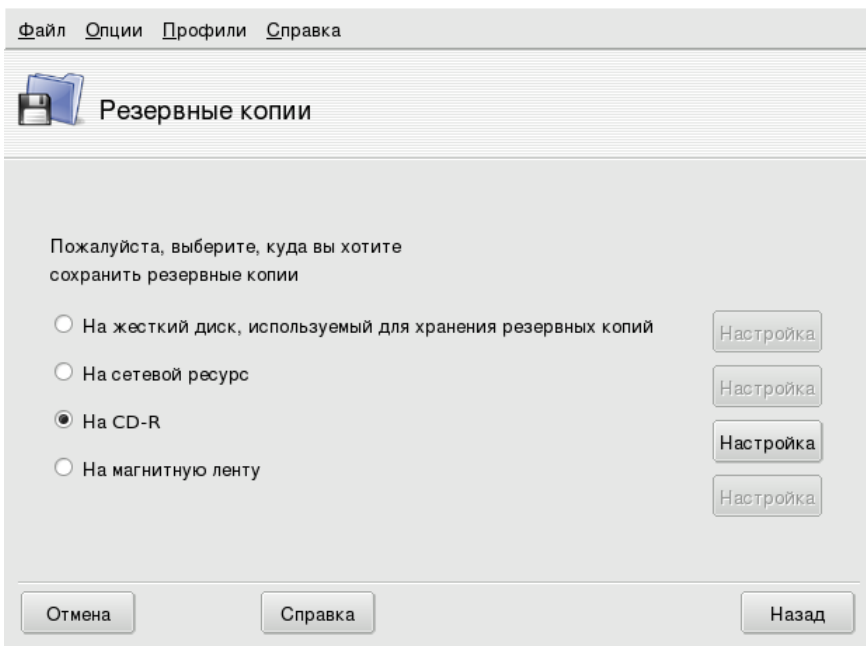 Файл Опции Профили Справка
Резервные копии
Пожалуйста, выберите, куда вы хотите
сохранить резервные копии
На жесткий диск, используемый для хранения резервных копий Настройка
На сетевой ресурс Настройка
На CD-R Настройка
На магнитную ленту Настройка
Отмена Справка Назад